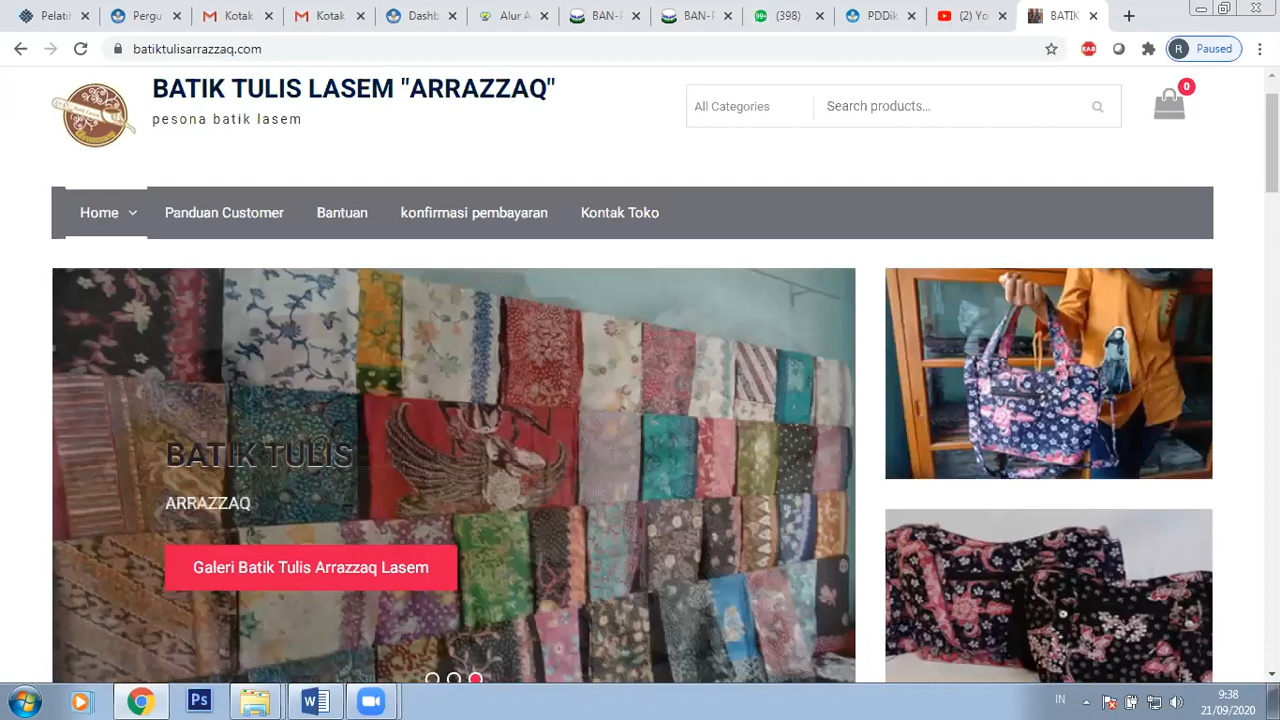 Pelati
Pergu
Kotak
Kotak
Dashb
Alur A
BAN-F
BAN-F
99+
(398)
PDDik
(2) Yo
BATIK
batiktulisarrazzaq.com
R Paused
BATIK TULIS LASEM "ARRAZZAQ"
pesona batik lasem
All Categories
Search products...
0
Home
Panduan Customer
Bantuan
konfirmasi pembayaran
Kontak Toko
BATIK TULIS
ARRAZZAQ
Galeri Batik Tulis Arrazzaq Lasem
Ps
W
IN
9:38
21/09/2020